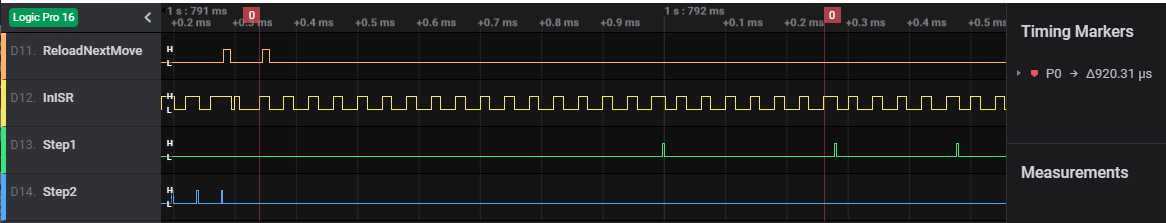 Logic Pro 16
1 s : 791 ms
0
1 s : 792 ms
0
+0.2 ms
+0.3 ms
+0.4 ms
+0.5 ms
+0.6 ms
+0.7 ms
+0.8 ms
+0.9 ms
+0.1 ms
+0.2 ms
+0.3 ms
+0.4 ms
+0.5 ms
Timing Markers
P0 → Δ920.31 µs
Measurements
D11. ReloadNextMove
H
L
D12. InISR
H
L
D13. Step1
H
L
D14. Step2
H
L